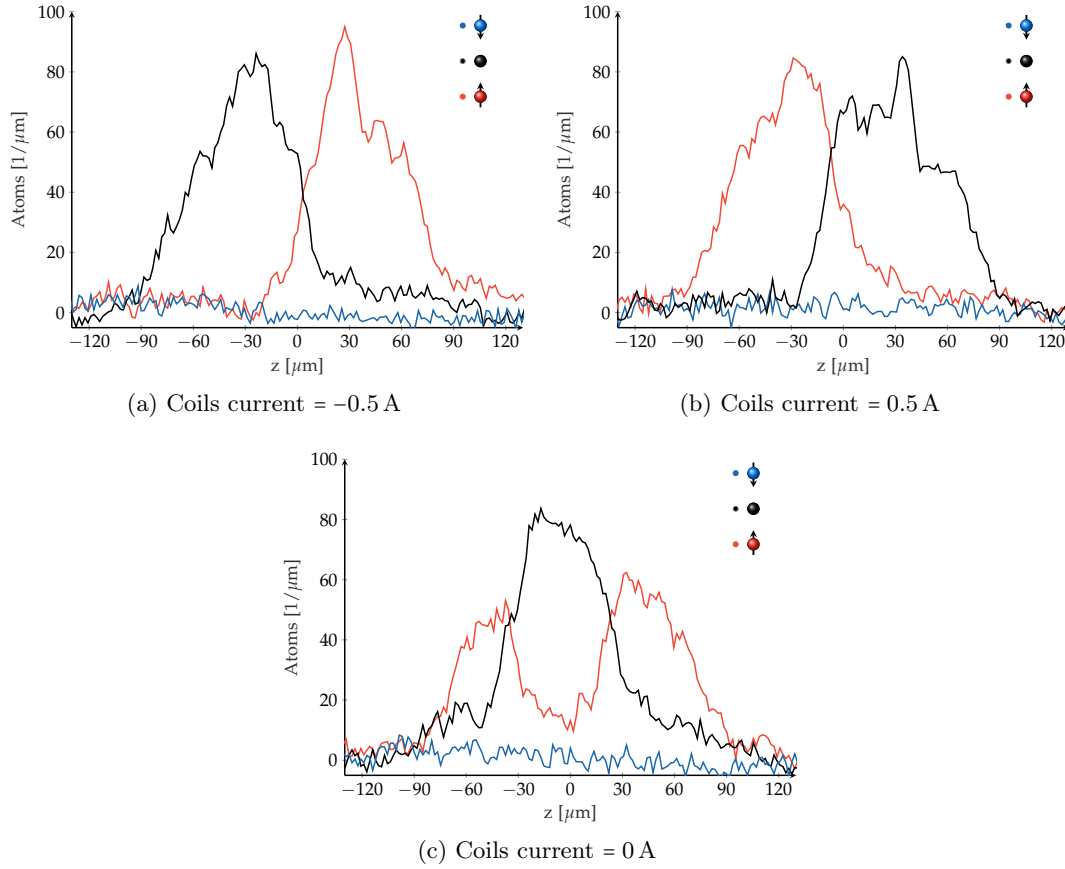 100
80
60
40
20
0
Atoms [1/μm]
−120 −90 −60 −30 0 30 60 90 120
z [μm]
(a) Coils current = −0.5 A
100
80
60
40
20
0
Atoms [1/μm]
−120 −90 −60 −30 0 30 60 90 120
z [μm]
(b) Coils current = 0.5 A
100
80
60
40
20
0
Atoms [1/μm]
−120 −90 −60 −30 0 30 60 90 120
z [μm]
(c) Coils current = 0 A